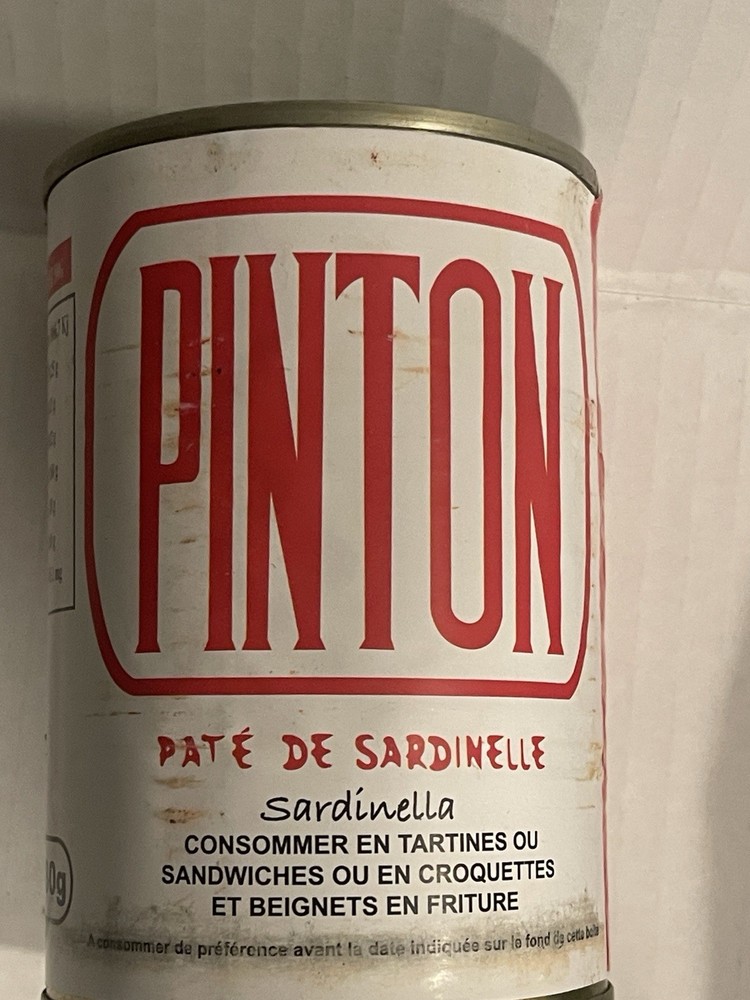 PINTON
PATÉ DE SARDINELLE
Sardinella
CONSOMMER EN TARTINES OU
SANDWICHES OU EN CROQUETTES
ET BEIGNETS EN FRITURE
A consommer de préférence avant la date indiquée sur le fond de cette boîte
0g